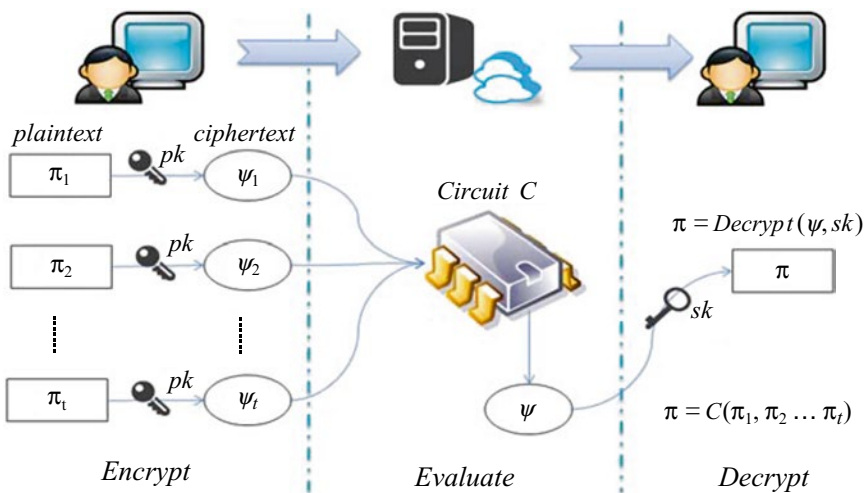 plaintext
ciphertext
π₁
pk
ψ₁
π₂
pk
ψ₂
πₜ
pk
ψₜ
Circuit C
ψ
π = Decrypt(ψ, sk)
π
sk
π = C(π₁, π₂ … πₜ)
Encrypt
Evaluate
Decrypt